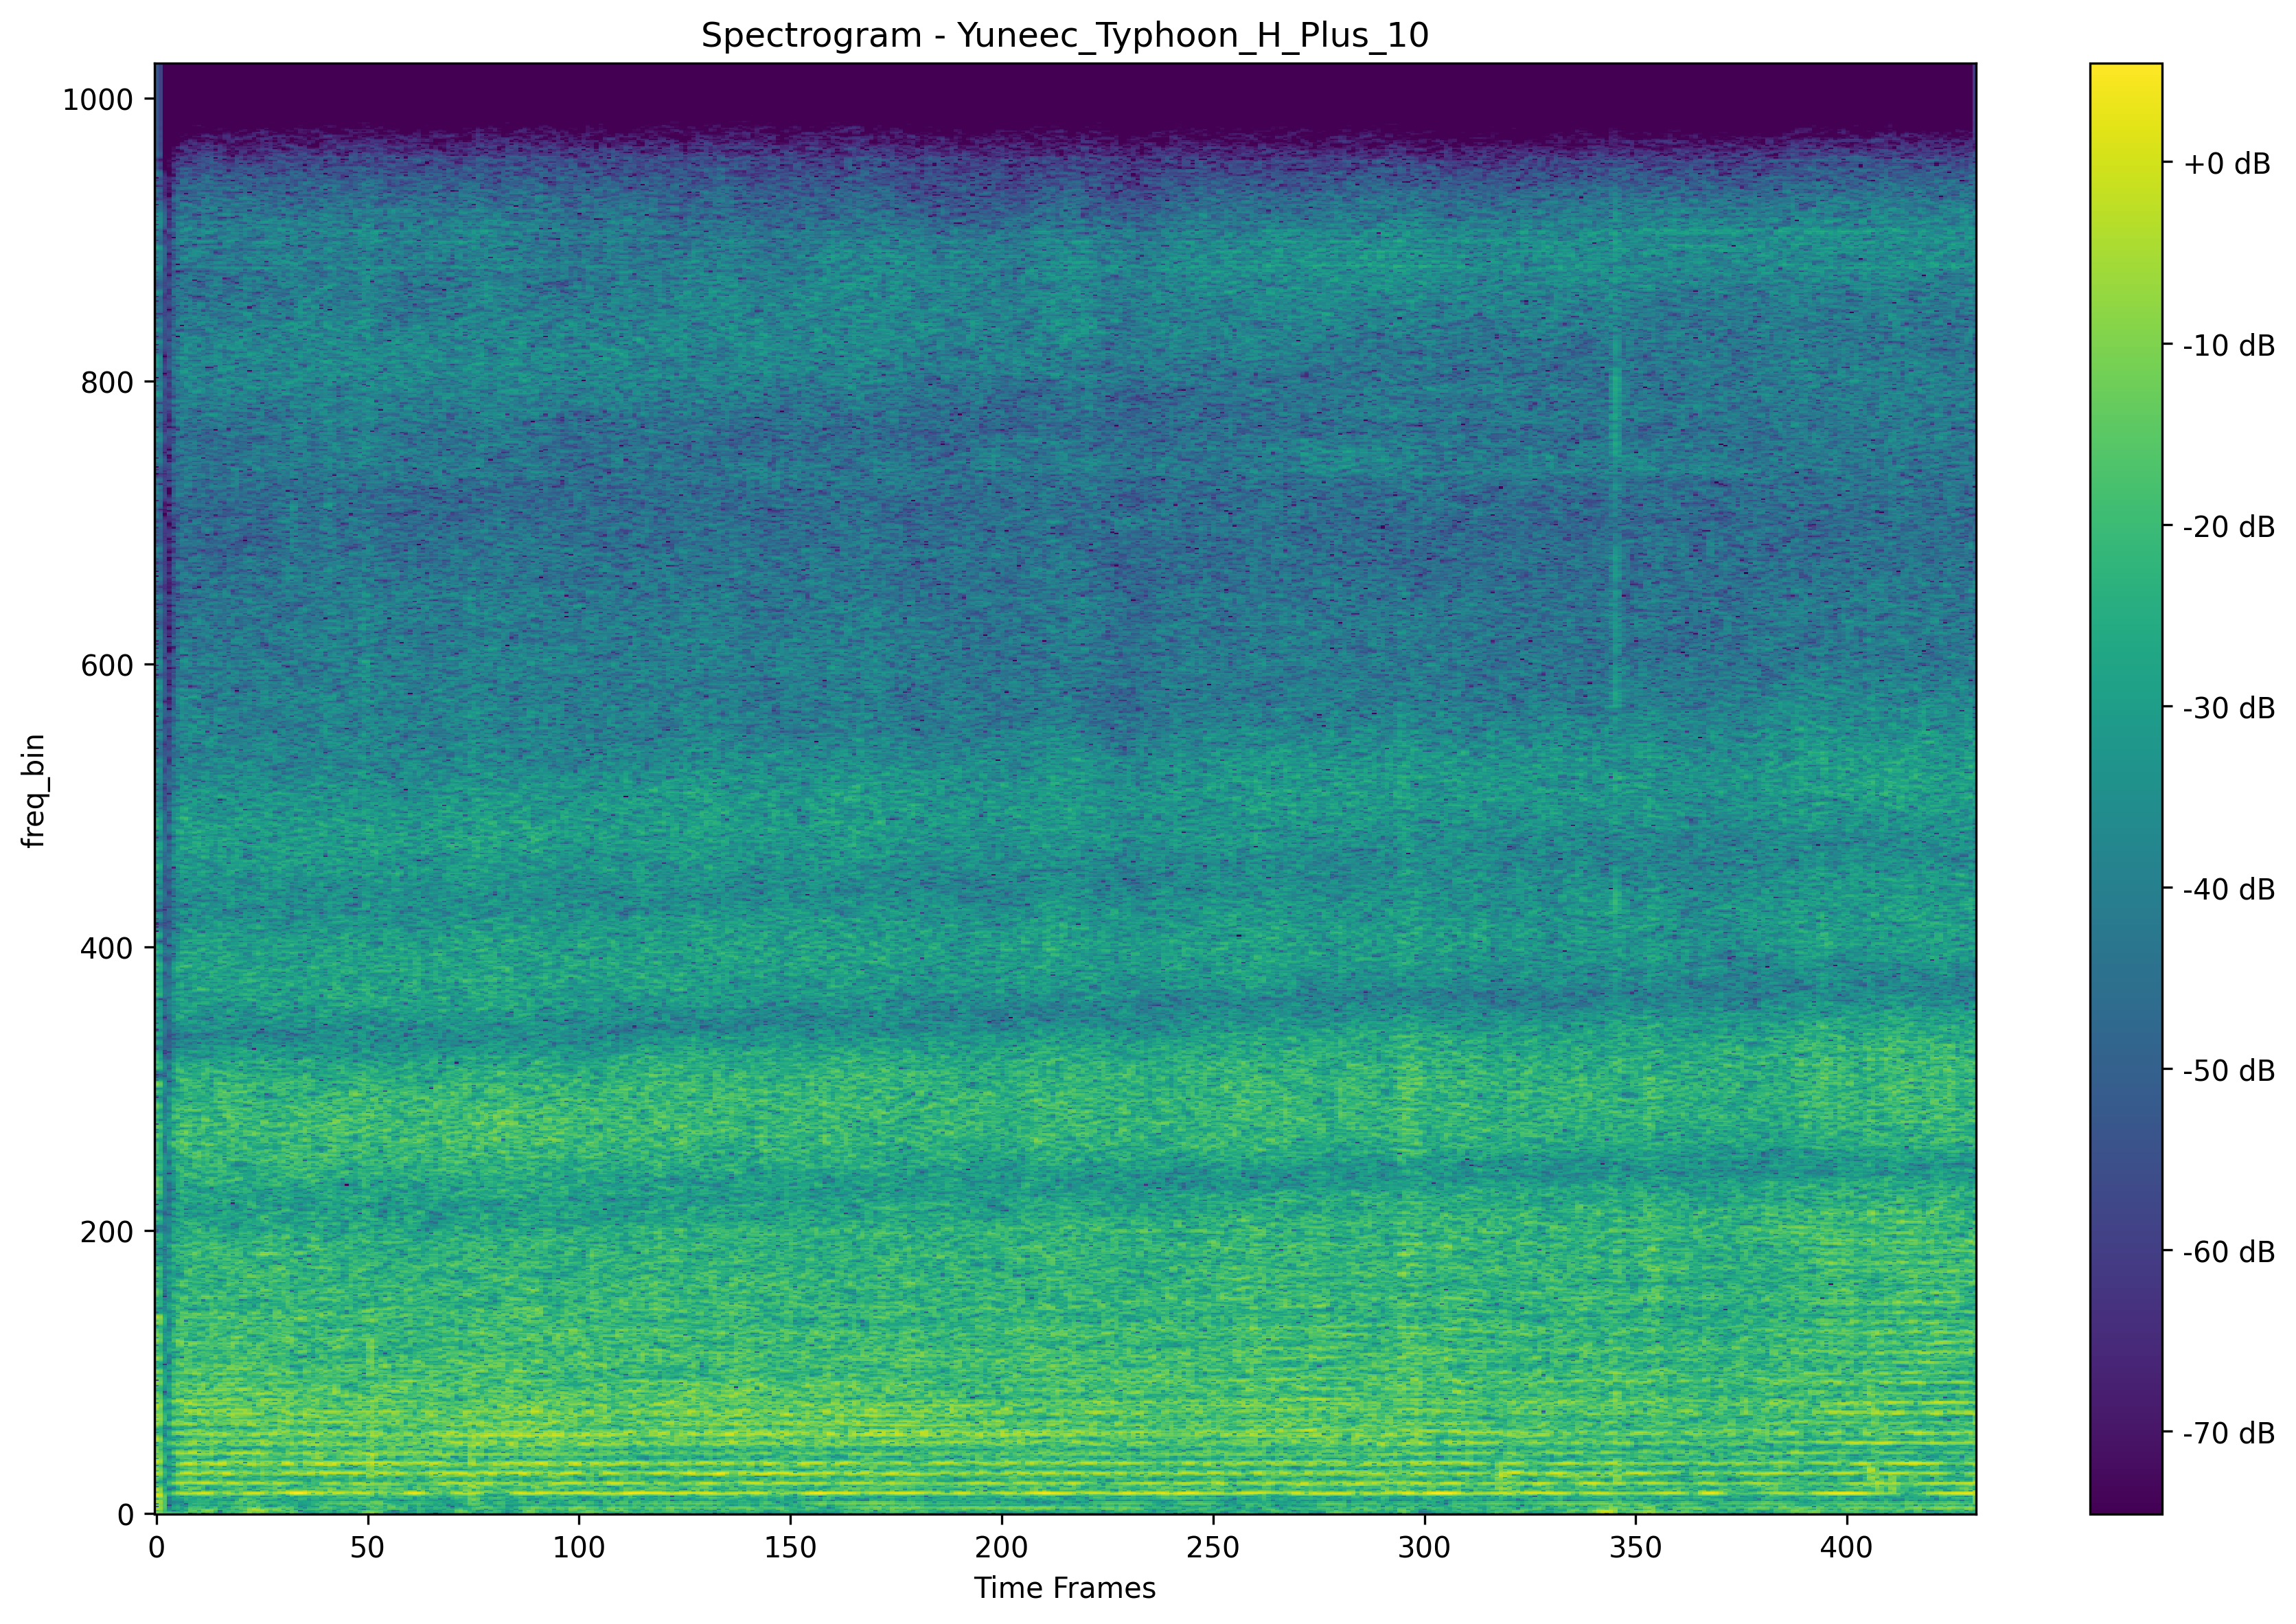 Spectrogram - Yuneec_Typhoon_H_Plus_10
1000
800
600
400
200
0
freq_bin
0 50 100 150 200 250 300 350 400
Time Frames
+0 dB
-10 dB
-20 dB
-30 dB
-40 dB
-50 dB
-60 dB
-70 dB